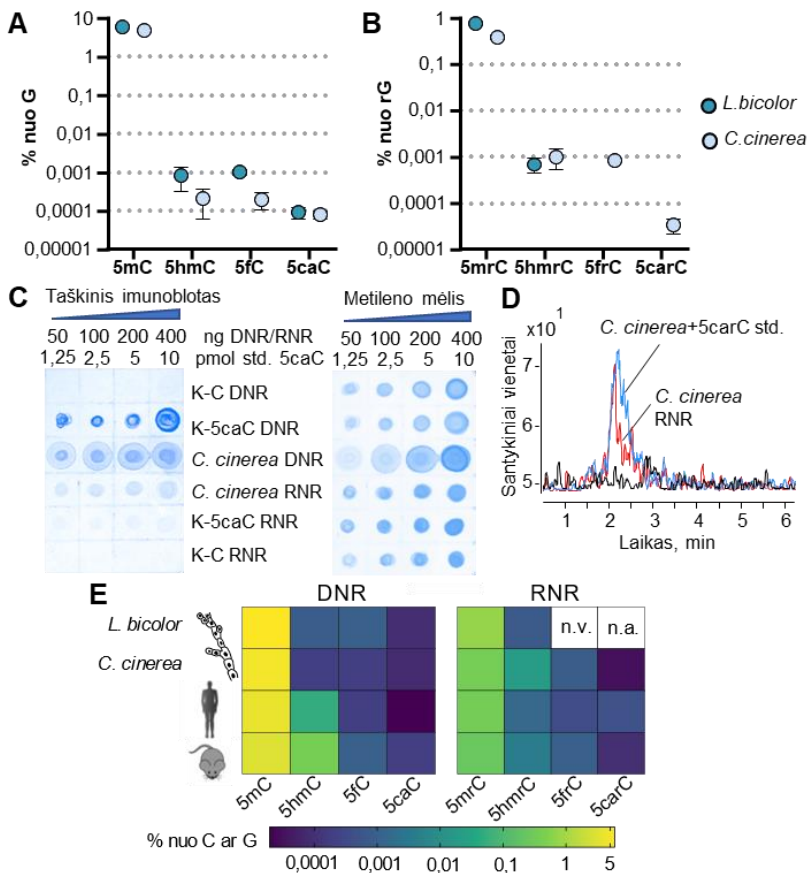 A
% nuo G
10
1
0,1
0,01
0,001
0,0001
0,00001
5mC
5hmC
5fC
5caC
B
% nuo rG
1
0,1
0,01
0,001
0,0001
0,00001
5mrC
5hmrC
5frC
5carC
L.bicolor
C.cinerea
C
Taškinis imunoblotas
50 100 200 400
1,25 2,5 5 10
ng DNR/RNR
pmol std. 5caC
Metileno mėlis
50 100 200 400
1,25 2,5 5 10
K-C DNR
K-5caC DNR
C. cinerea DNR
C. cinerea RNR
K-5caC RNR
K-C RNR
D
x10¹
Santykiniai vienetai
7
6
5
C. cinerea+5carC std.
C. cinerea
RNR
1 2 3 4 5 6
Laikas, min
E
DNR
RNR
L. bicolor
C. cinerea
n.v.
n.a.
5mC
5hmC
5fC
5caC
5mrC
5hmrC
5frC
5carC
% nuo C ar G
0,0001 0,001 0,01 0,1 1 5